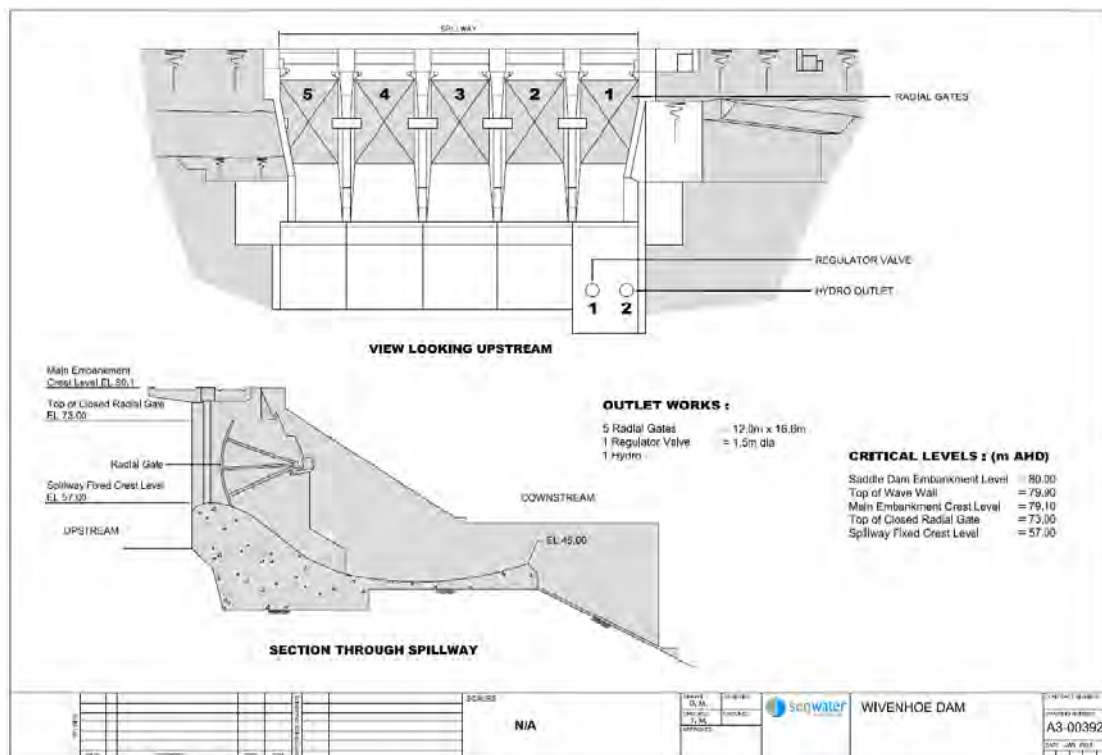 SPILLWAY
5 4 3 2 1
RADIAL GATES
REGULATOR VALVE
HYDRO OUTLET
1 2
VIEW LOOKING UPSTREAM
Main Embankment
Crest Level EL 80.1
Top of Closed Radial Gate
EL 73.00
Radial Gate
Spillway Fixed Crest Level
EL 57.00
UPSTREAM
DOWNSTREAM
EL 45.00
SECTION THROUGH SPILLWAY
OUTLET WORKS :
5 Radial Gates = 12.0m x 16.6m
1 Regulator Valve = 1.5m dia
1 Hydro
CRITICAL LEVELS : (m AHD)
Saddle Dam Embankment Level = 80.00
Top of Wave Wall = 79.90
Main Embankment Crest Level = 79.10
Top of Closed Radial Gate = 73.00
Spillway Fixed Crest Level = 57.00
SCALES
N/A
seqwater
WIVENHOE DAM
A3-00392